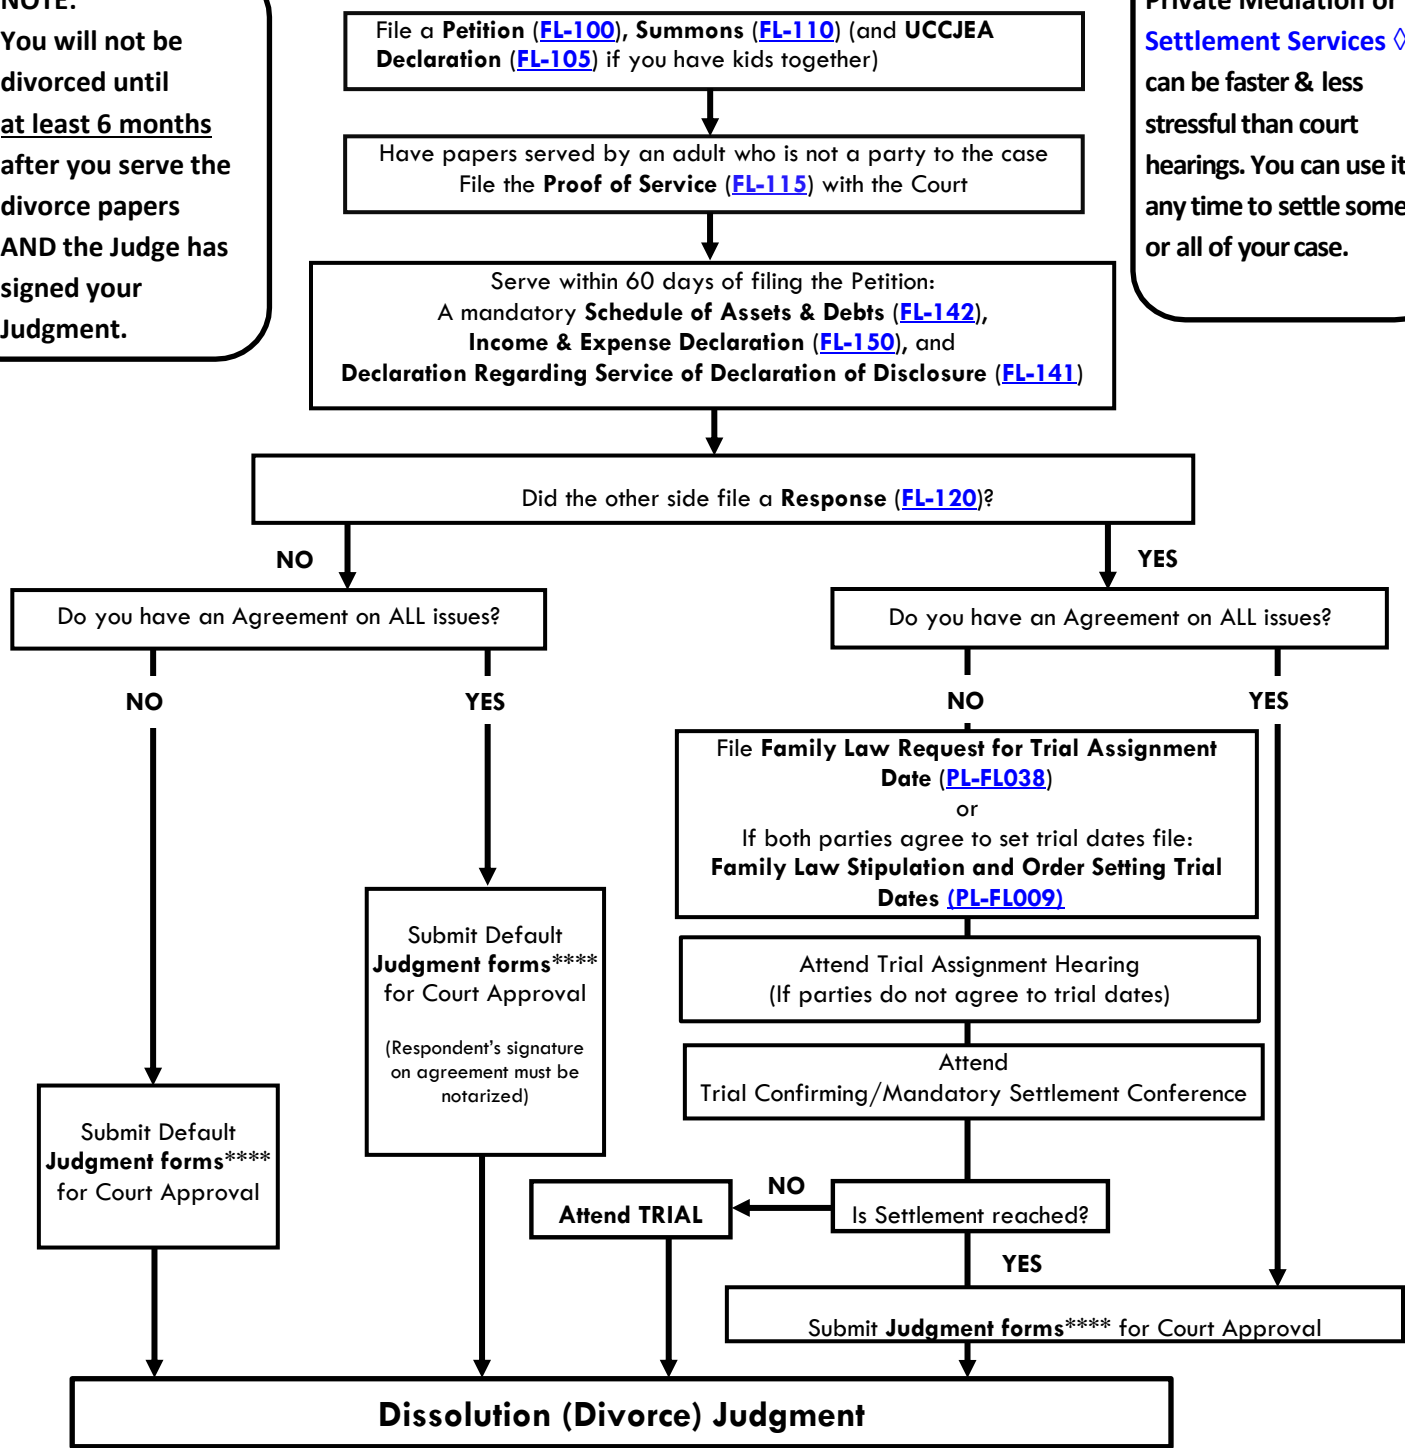 NOTE:
You will not be
divorced until
at least 6 months
after you serve the
divorce papers
AND the Judge has
signed your
Judgment.
File a Petition (FL-100), Summons (FL-110) (and UCCJEA
Declaration (FL-105) if you have kids together)
Private Mediation or
Settlement Services ◊
can be faster & less
stressful than court
hearings. You can use it
any time to settle some
or all of your case.
Have papers served by an adult who is not a party to the case
File the Proof of Service (FL-115) with the Court
Serve within 60 days of filing the Petition:
A mandatory Schedule of Assets & Debts (FL-142),
Income & Expense Declaration (FL-150), and
Declaration Regarding Service of Declaration of Disclosure (FL-141)
Did the other side file a Response (FL-120)?
NO
YES
Do you have an Agreement on ALL issues?
Do you have an Agreement on ALL issues?
NO
YES
NO
YES
File Family Law Request for Trial Assignment
Date (PL-FL038)
or
If both parties agree to set trial dates file:
Family Law Stipulation and Order Setting Trial
Dates (PL-FL009)
Submit Default
Judgment forms****
for Court Approval
(Respondent's signature
on agreement must be
notarized)
Attend Trial Assignment Hearing
(If parties do not agree to trial dates)
Attend
Trial Confirming/Mandatory Settlement Conference
Submit Default
Judgment forms****
for Court Approval
NO
Attend TRIAL
Is Settlement reached?
YES
Submit Judgment forms**** for Court Approval
Dissolution (Divorce) Judgment